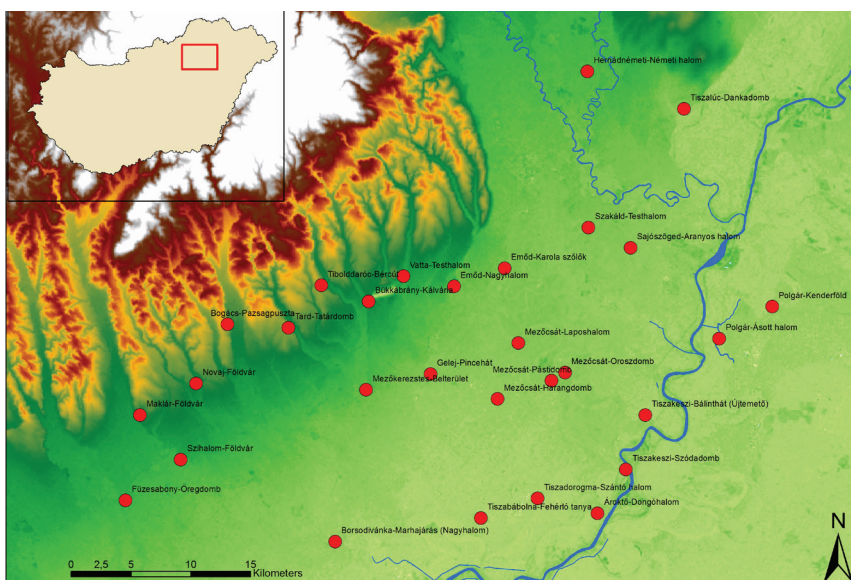 Hernádnémeti-Németi halom
Tiszalúc-Dankadomb
Szakáld-Testhalom
Sajószöged-Aranyos halom
Emőd-Karola szőlők
Vatta-Testhalom
Tibolddaróc-Bércút
Emőd-Nagyhalom
Bükkábrány-Kálvária
Polgár-Kenderföld
Bogács-Pazsagpuszta
Tard-Tatárdomb
Polgár-Ásott halom
Mezőcsát-Laposhalom
Gelej-Pincehát
Mezőcsát-Pástidomb
Mezőcsát-Oroszdomb
Novaj-Földvár
Mezőkerezstes-Belterület
Mezőcsát-Harangdomb
Maklár-Földvár
Tiszakeszi-Bálinthát (Újtemető)
Szihalom-Földvár
Tiszakeszi-Szódadomb
Füzesabony-Öregdomb
Tiszadorogma-Szántó halom
Tiszabábolna-Fehérló tanya
Ároktő-Dongóhalom
Borsodivánka-Marhajárás (Nagyhalom)
N
0 2,5 5 10 15
Kilometers